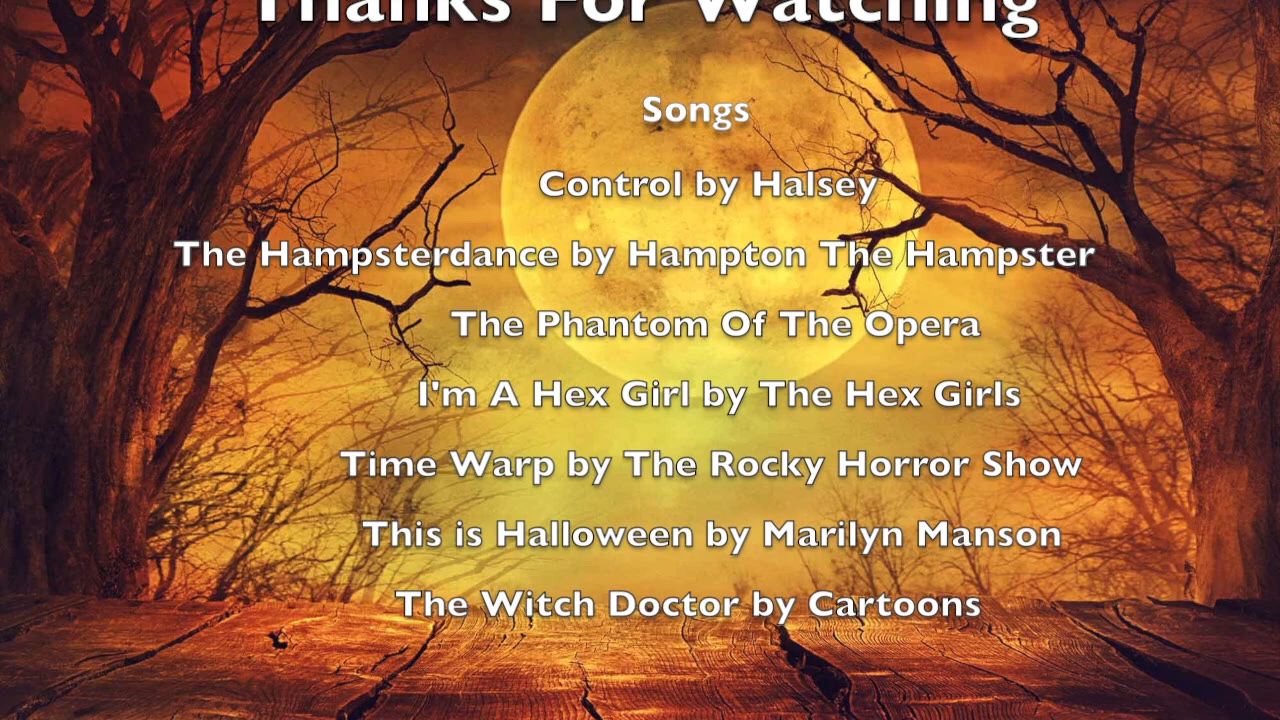 Thanks For Watching
Songs
Control by Halsey
The Hampsterdance by Hampton The Hampster
The Phantom Of The Opera
I'm A Hex Girl by The Hex Girls
Time Warp by The Rocky Horror Show
This is Halloween by Marilyn Manson
The Witch Doctor by Cartoons